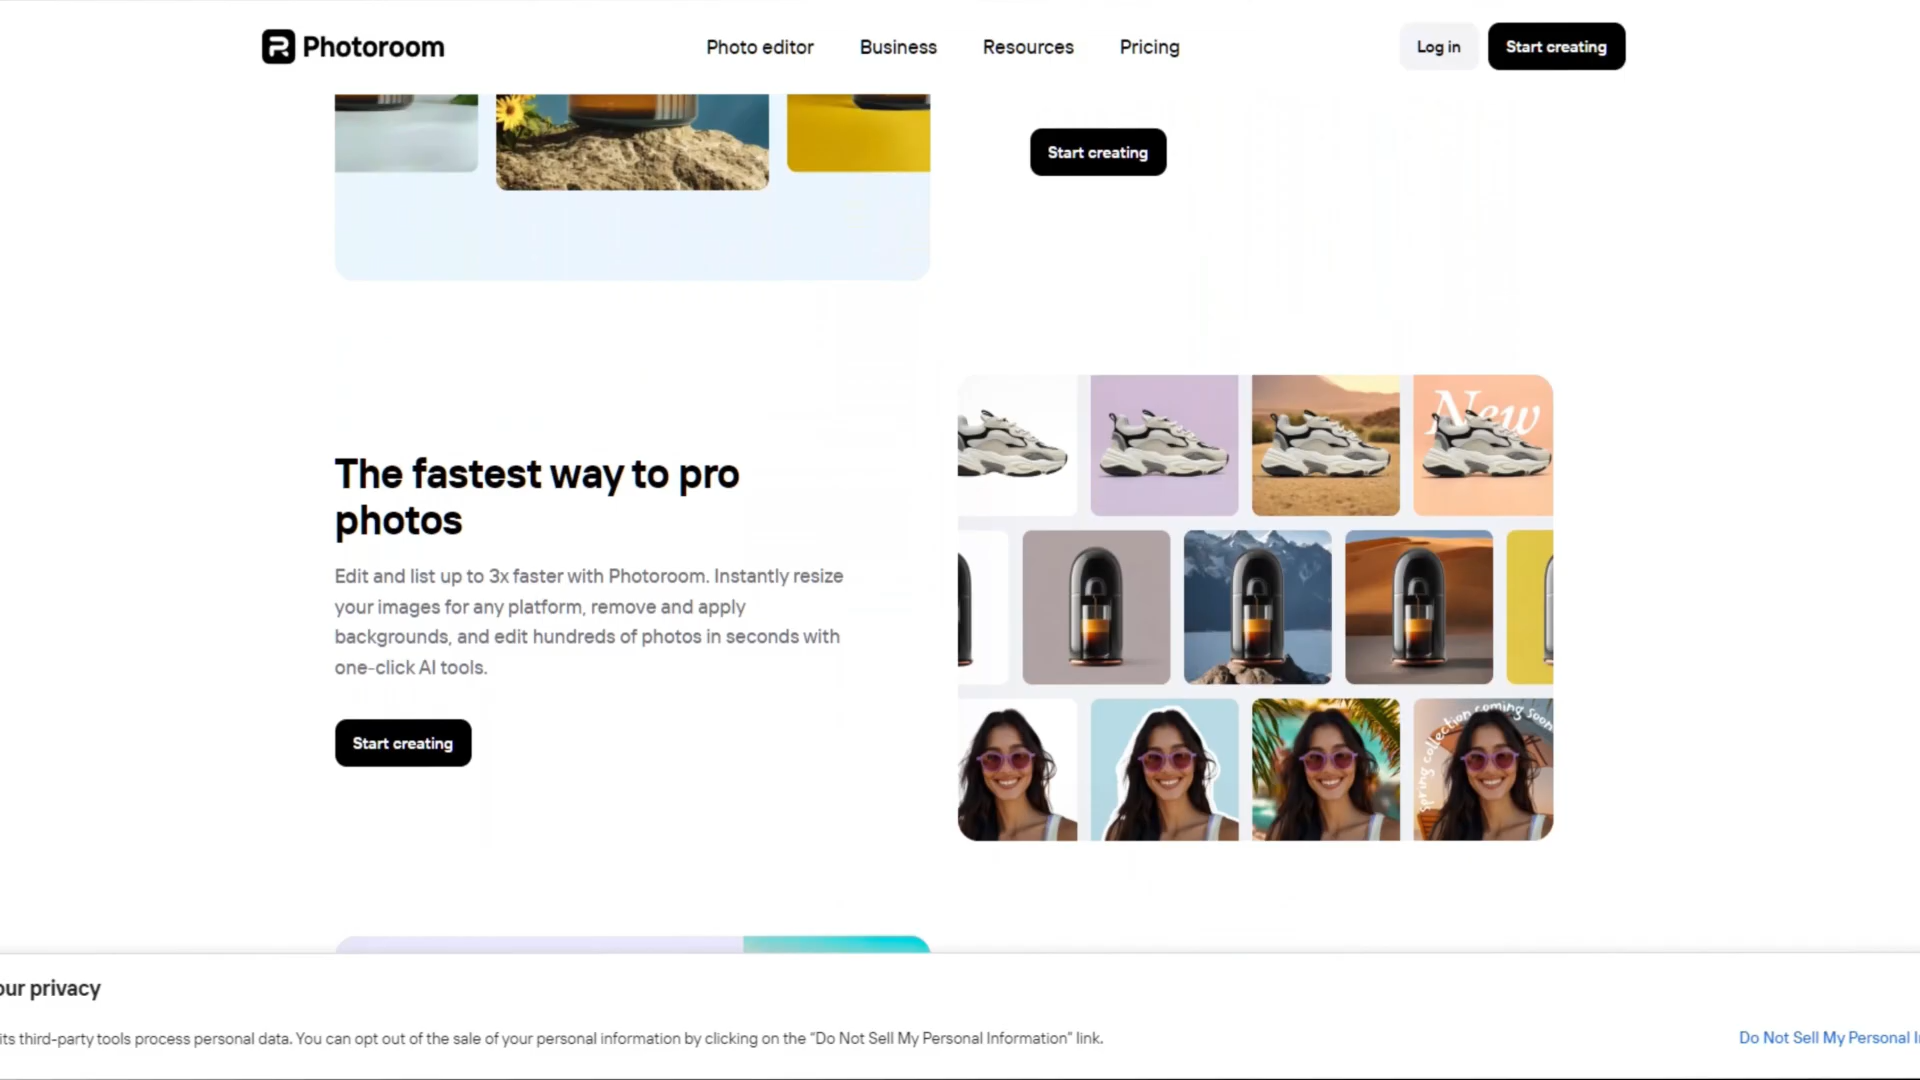 Photoroom
Photo editor
Business
Resources
Pricing
Log in
Start creating
Start creating
The fastest way to pro
photos
Edit and list up to 3x faster with Photoroom. Instantly resize
your images for any platform, remove and apply
backgrounds, and edit hundreds of photos in seconds with
one-click AI tools.
Start creating
New
spring collection coming soon
our privacy
its third-party tools process personal data. You can opt out of the sale of your personal information by clicking on the "Do Not Sell My Personal Information" link.
Do Not Sell My Personal